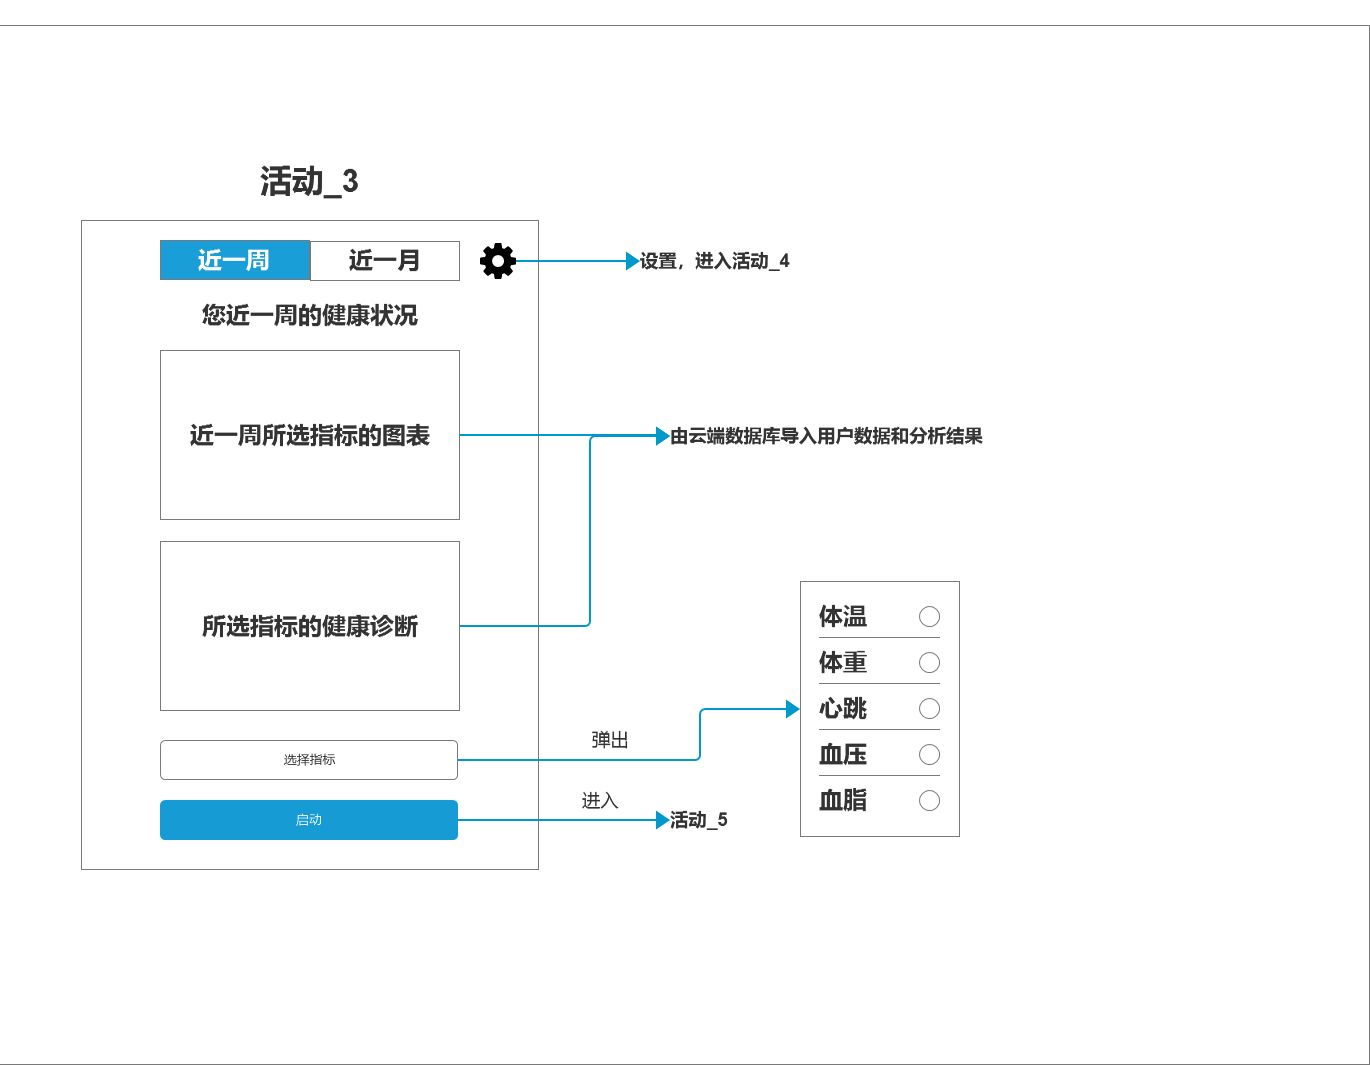 活动_3
近一周
近一月
设置，进入活动_4
您近一周的健康状况
近一周所选指标的图表
由云端数据库导入用户数据和分析结果
所选指标的健康诊断
体温
体重
心跳
血压
血脂
弹出
选择指标
进入
启动
活动_5